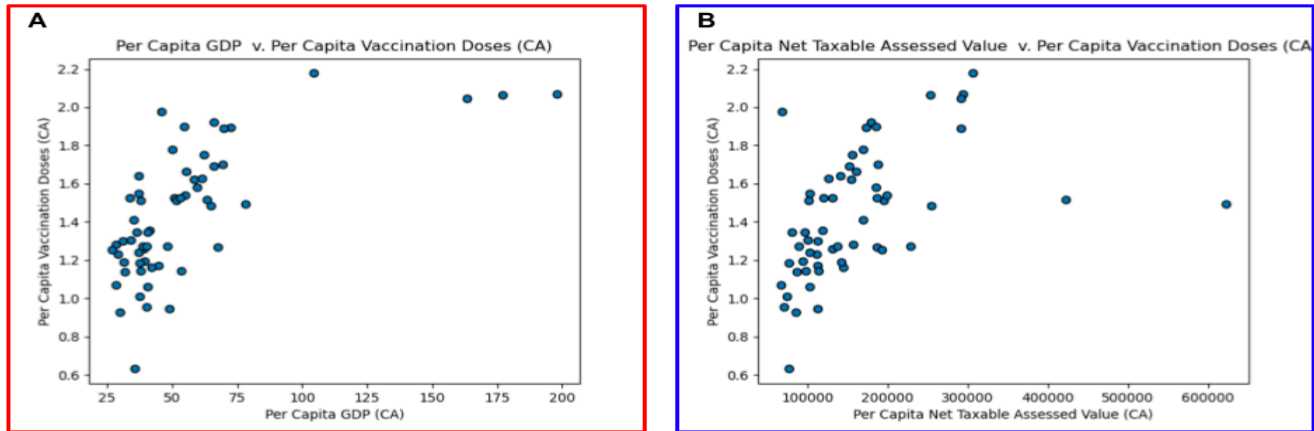 A
Per Capita GDP v. Per Capita Vaccination Doses (CA)
Per Capita Vaccination Doses (CA)
2.2
2.0
1.8
1.6
1.4
1.2
1.0
0.8
0.6
25 50 75 100 125 150 175 200
Per Capita GDP (CA)
B
Per Capita Net Taxable Assessed Value v. Per Capita Vaccination Doses (CA
Per Capita Vaccination Doses (CA)
2.2
2.0
1.8
1.6
1.4
1.2
1.0
0.8
0.6
100000 200000 300000 400000 500000 600000
Per Capita Net Taxable Assessed Value (CA)